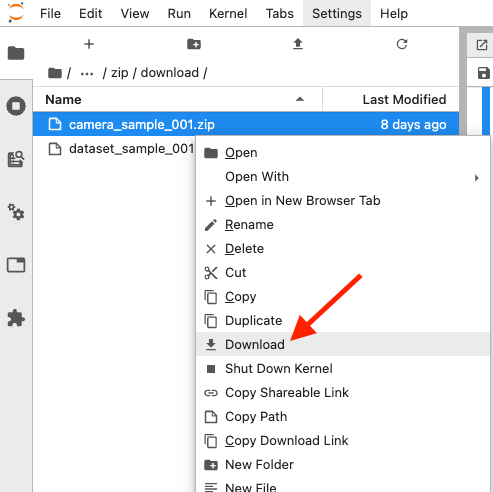 File Edit View Run Kernel Tabs Settings Help
/ ··· / zip / download /
Name Last Modified
camera_sample_001.zip 8 days ago
dataset_sample_001
Open
Open With
Open in New Browser Tab
Rename
Delete
Cut
Copy
Duplicate
Download
Shut Down Kernel
Copy Shareable Link
Copy Path
Copy Download Link
New Folder
New File